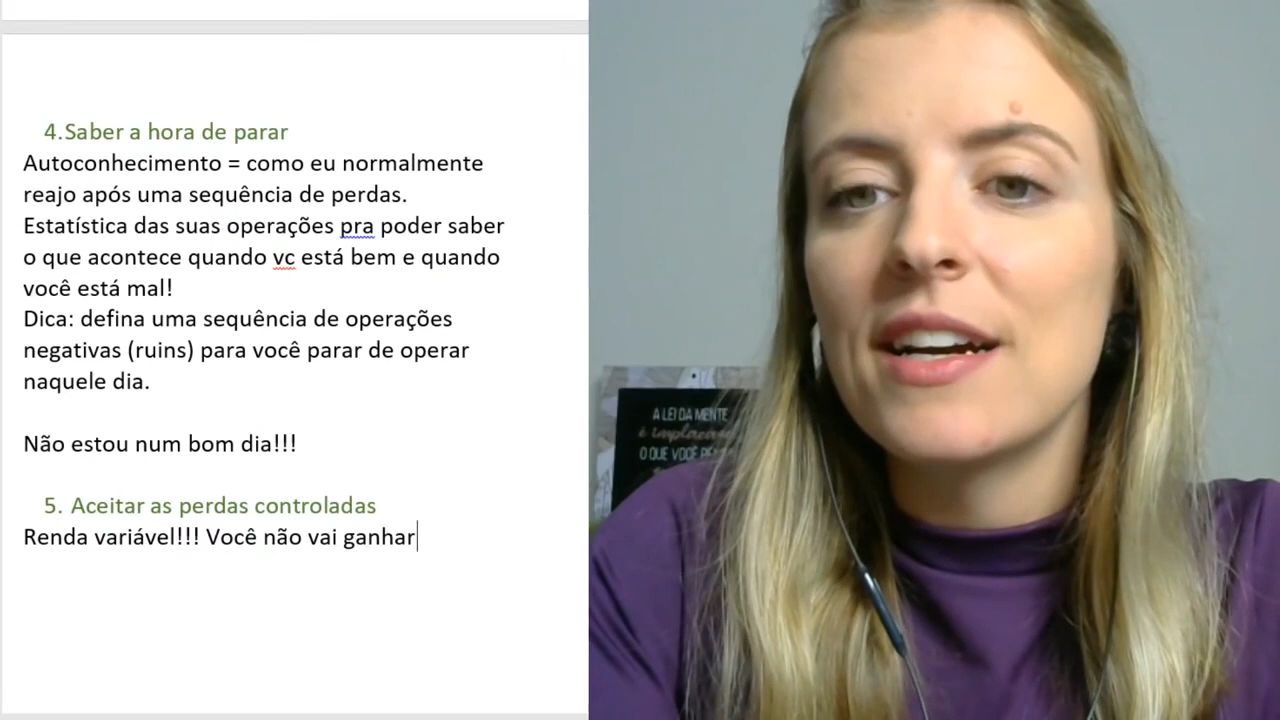 4.Saber a hora de parar
Autoconhecimento = como eu normalmente
reajo após uma sequência de perdas.
Estatística das suas operações pra poder saber
o que acontece quando vc está bem e quando
você está mal!
Dica: defina uma sequência de operações
negativas (ruins) para você parar de operar
naquele dia.
Não estou num bom dia!!!
5. Aceitar as perdas controladas
Renda variável!!! Você não vai ganhar
A LEI DA MENTE
é
O QUE VOCÊ